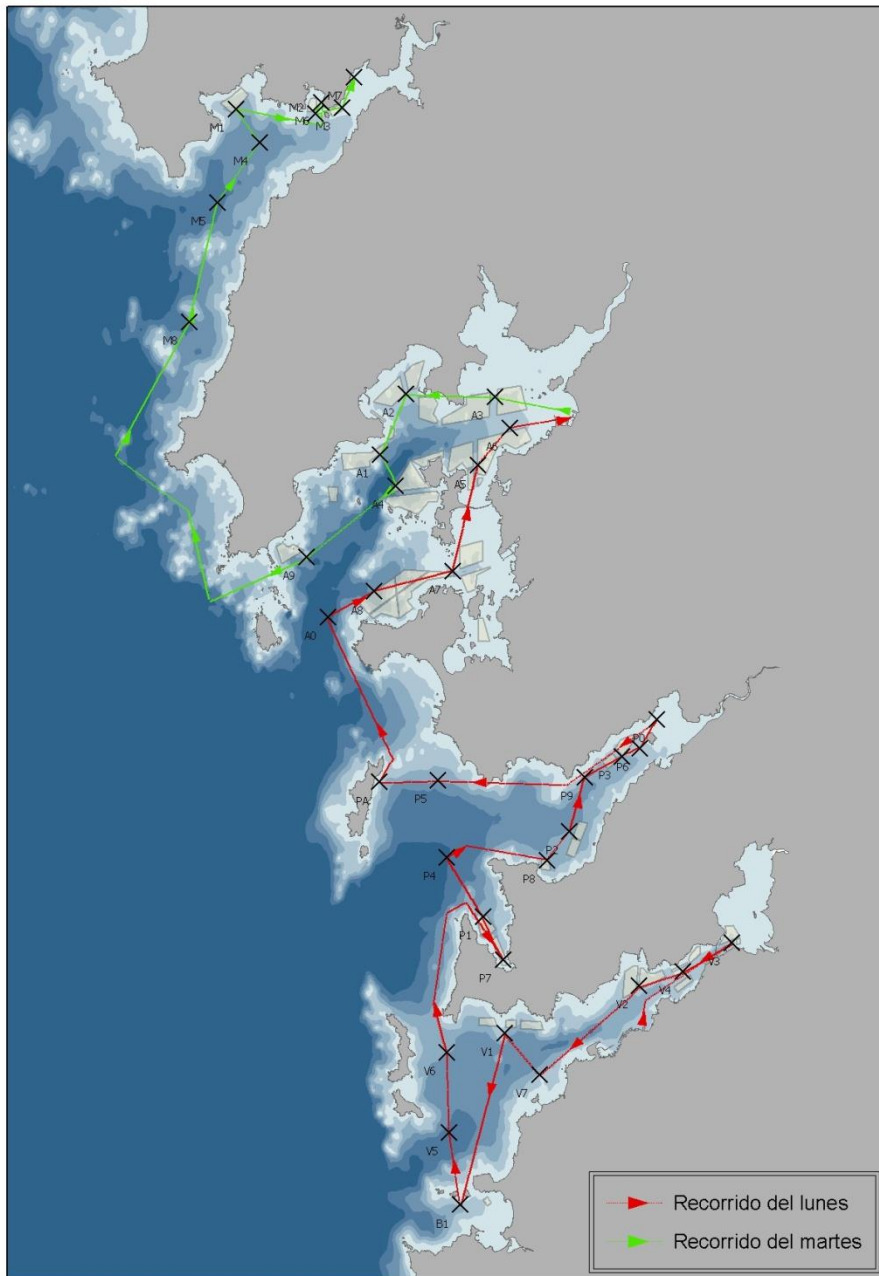 M7
M2
M1
M6
M3
M4
M5
M8
A2
A3
A6
A1
A5
A4
A9
A7
A8
A0
P0
P6
P3
P9
PA
P5
P2
P4
P8
P1
P7
V3
V4
V2
V1
V6
V7
V5
B1
Recorrido del lunes
Recorrido del martes